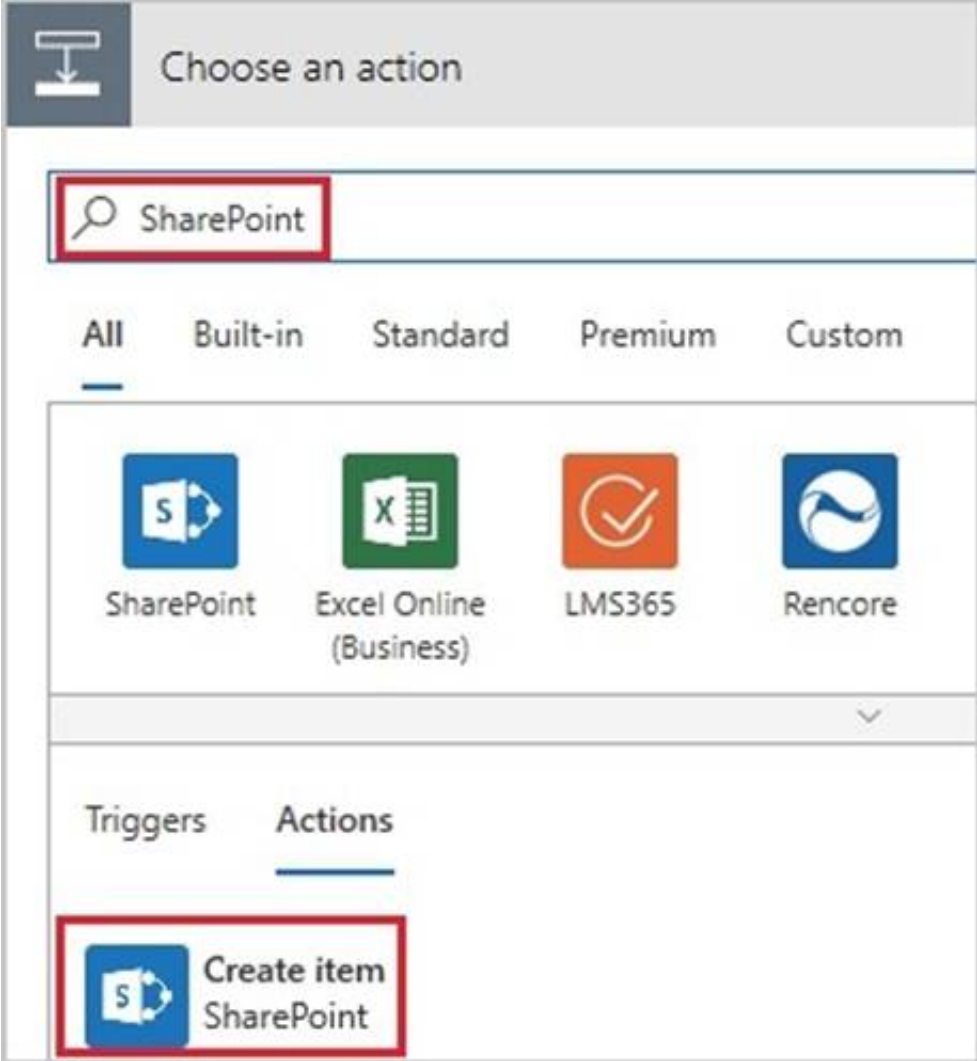 Choose an action
SharePoint
All Built-in Standard Premium Custom
S X
SharePoint Excel Online LMS365 Rencore
(Business)
Triggers Actions
Create item
S
SharePoint